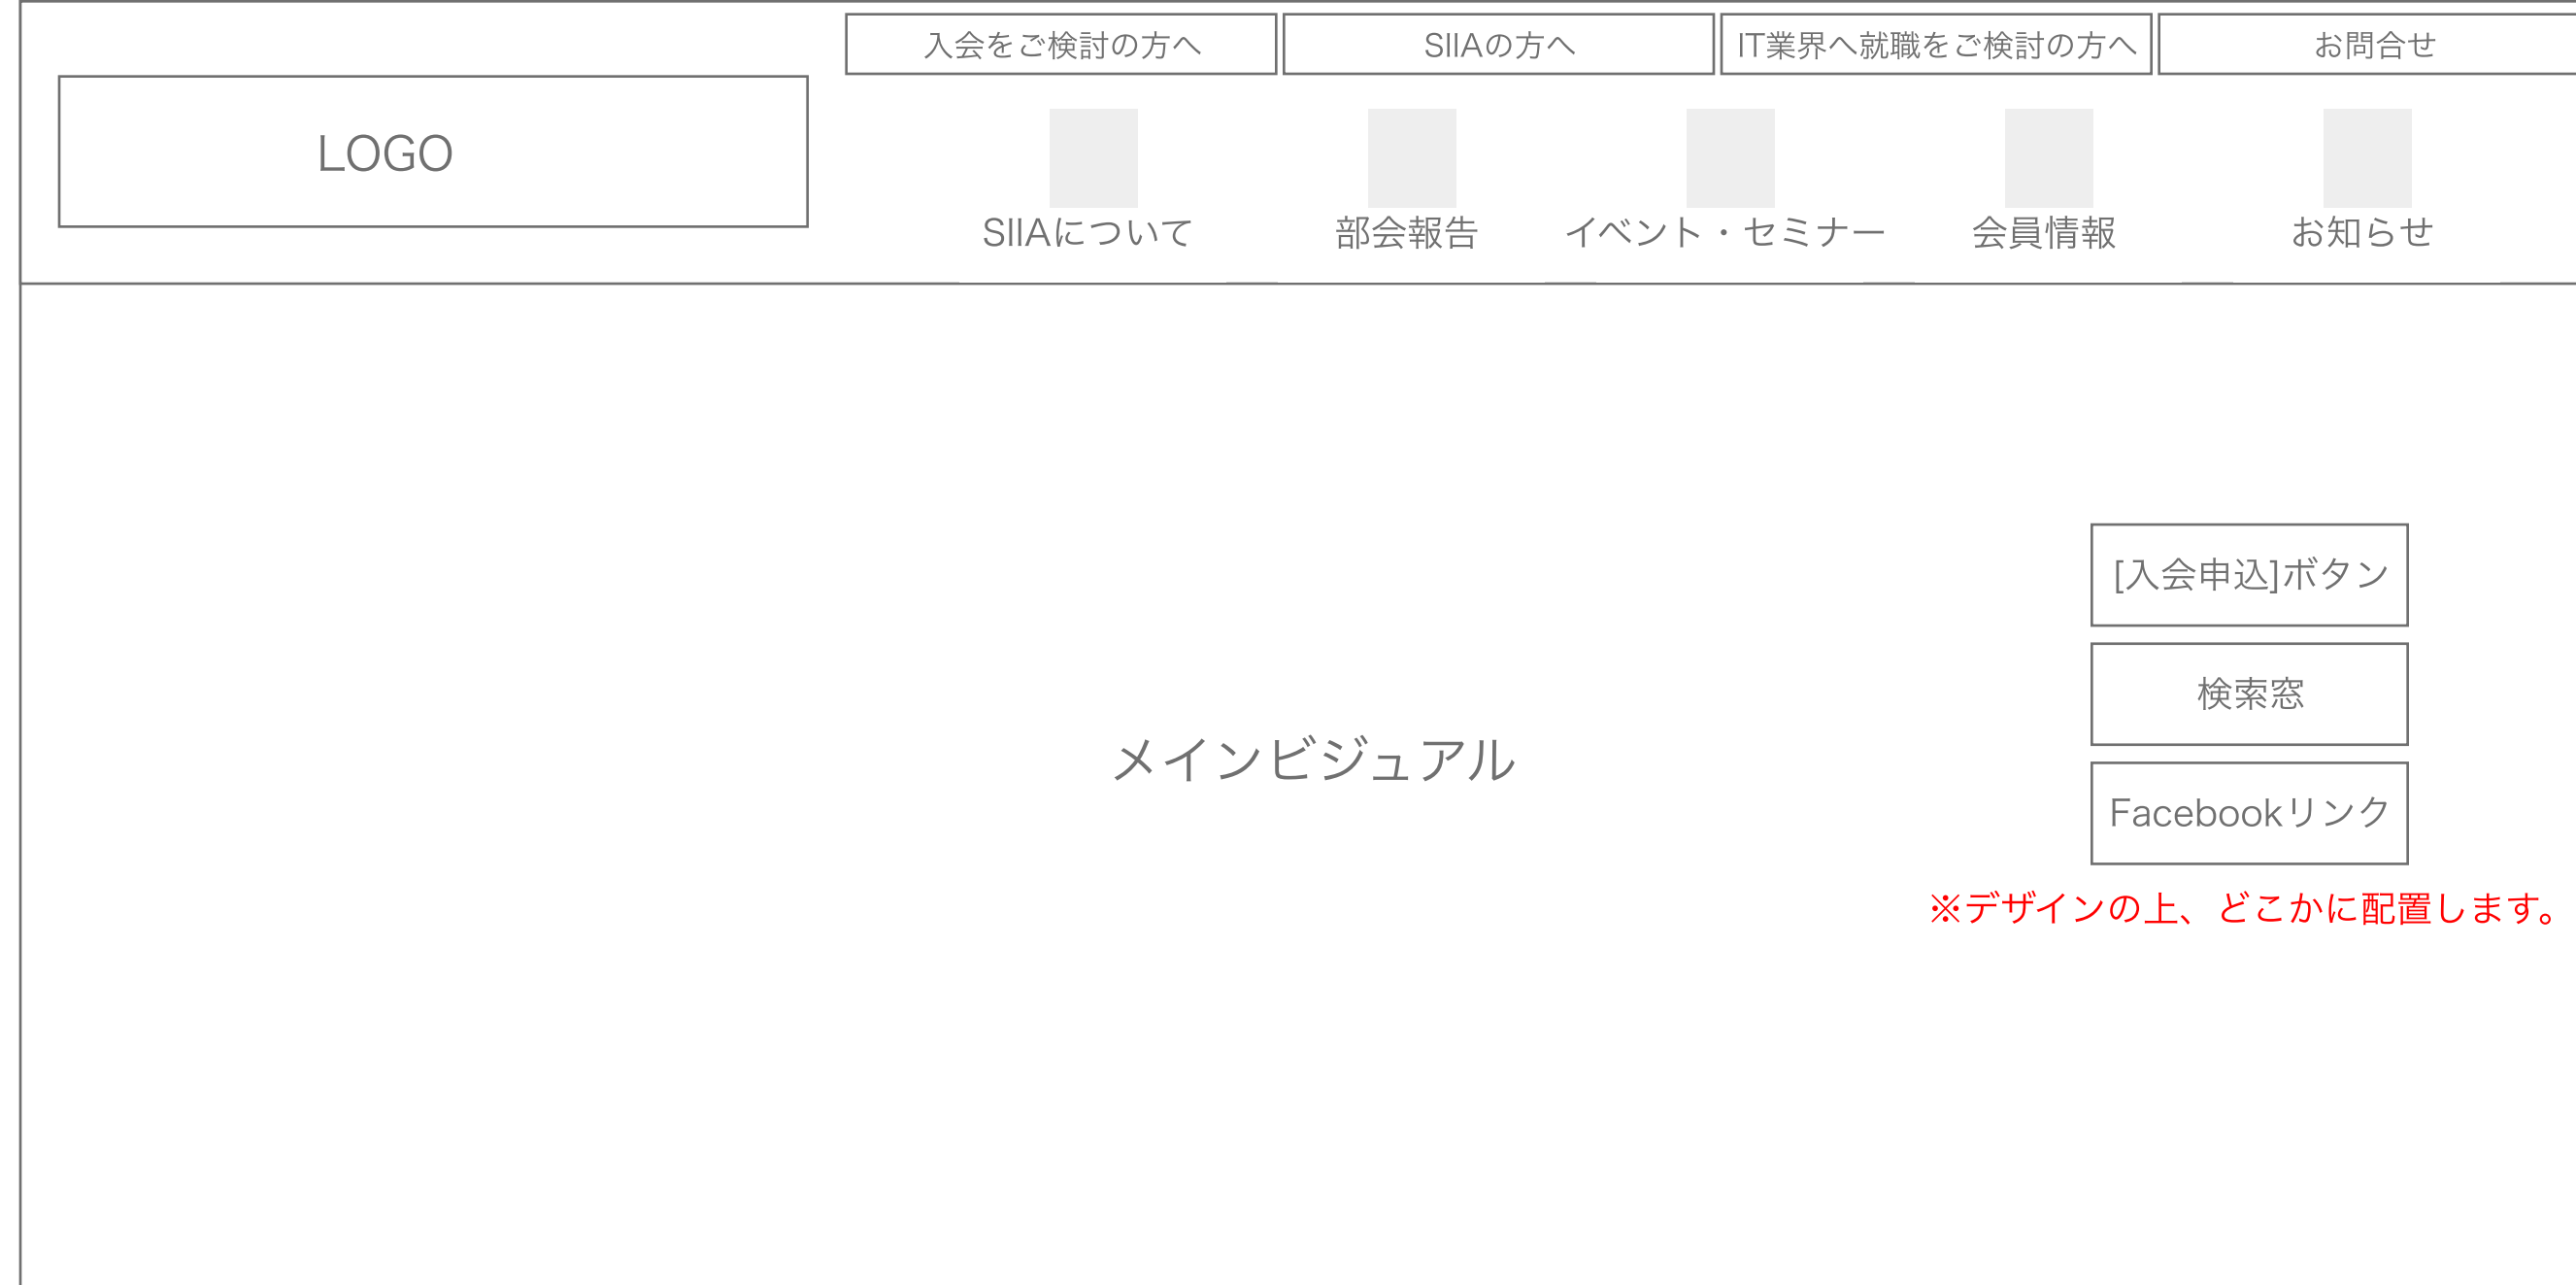 入会をご検討の方へ
SIIAの方へ
IT業界へ就職をご検討の方へ
お問合せ
LOGO
SIIAについて
部会報告
イベント・セミナー
会員情報
お知らせ
[入会申込]ボタン
検索窓
メインビジュアル
Facebookリンク
※デザインの上、どこかに配置します。